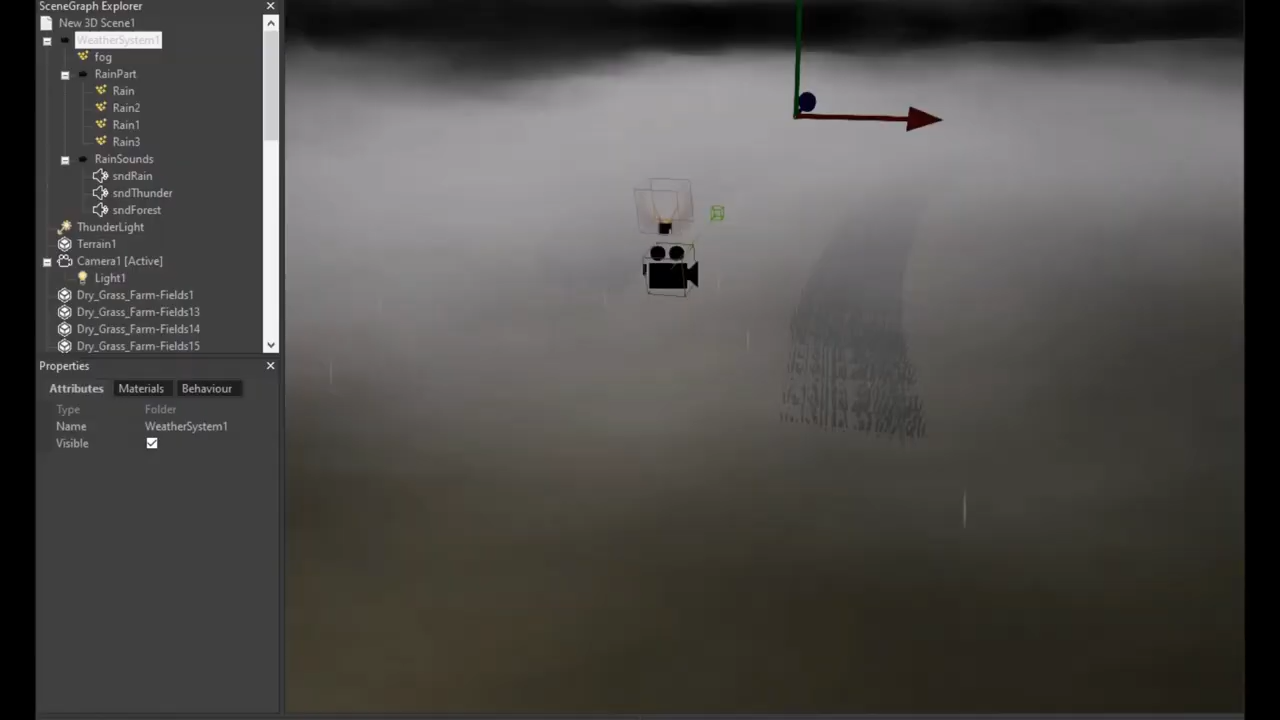 SceneGraph Explorer
New 3D Scene1
WeatherSystem1
fog
RainPart
Rain
Rain2
Rain1
Rain3
RainSounds
sndRain
sndThunder
sndForest
ThunderLight
Terrain1
Camera1 [Active]
Light1
Dry_Grass_Farm-Fields1
Dry_Grass_Farm-Fields13
Dry_Grass_Farm-Fields14
Dry_Grass_Farm-Fields15
Properties
Attributes Materials Behaviour
Type Folder
Name WeatherSystem1
Visible